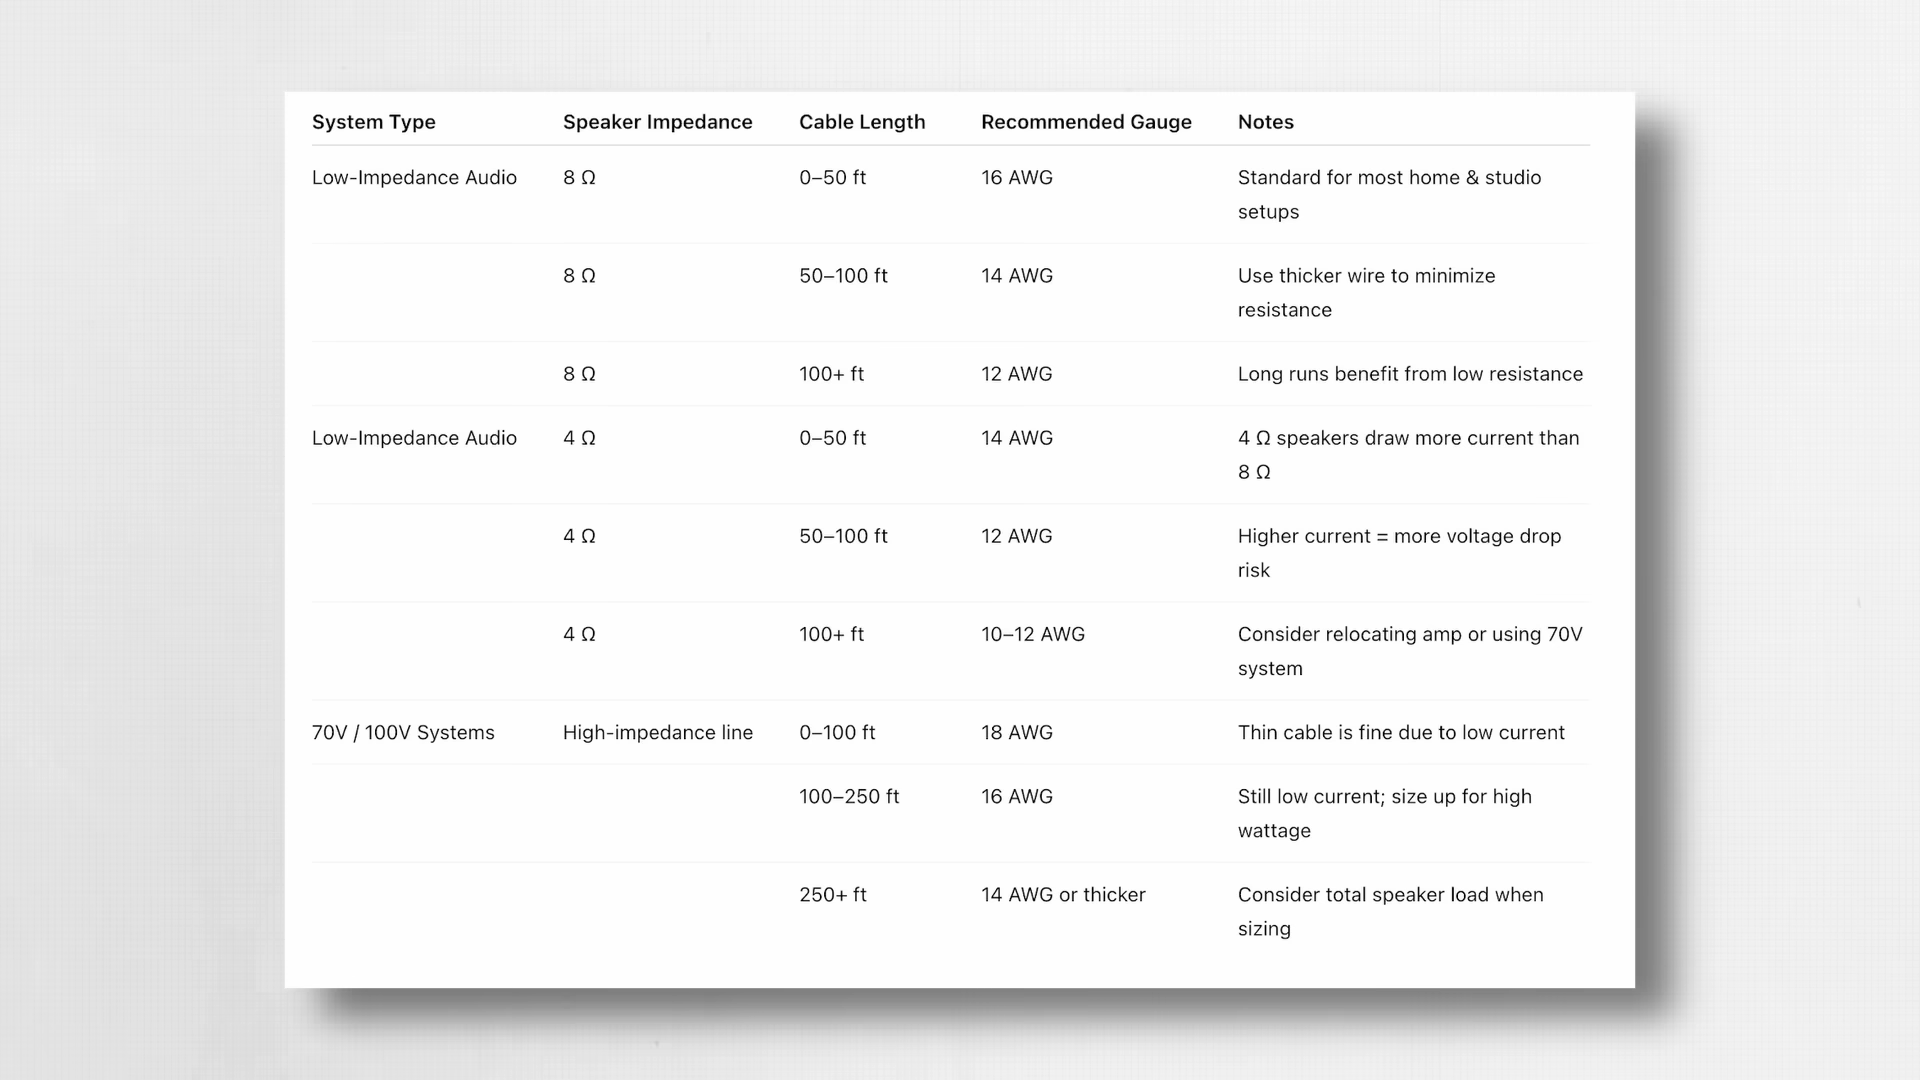 System Type Speaker Impedance Cable Length Recommended Gauge Notes
Low-Impedance Audio 8 Ω 0–50 ft 16 AWG Standard for most home & studio
setups
8 Ω 50–100 ft 14 AWG Use thicker wire to minimize
resistance
8 Ω 100+ ft 12 AWG Long runs benefit from low resistance
Low-Impedance Audio 4 Ω 0–50 ft 14 AWG 4 Ω speakers draw more current than
8 Ω
4 Ω 50–100 ft 12 AWG Higher current = more voltage drop
risk
4 Ω 100+ ft 10–12 AWG Consider relocating amp or using 70V
system
70V / 100V Systems High-impedance line 0–100 ft 18 AWG Thin cable is fine due to low current
100–250 ft 16 AWG Still low current; size up for high
wattage
250+ ft 14 AWG or thicker Consider total speaker load when
sizing